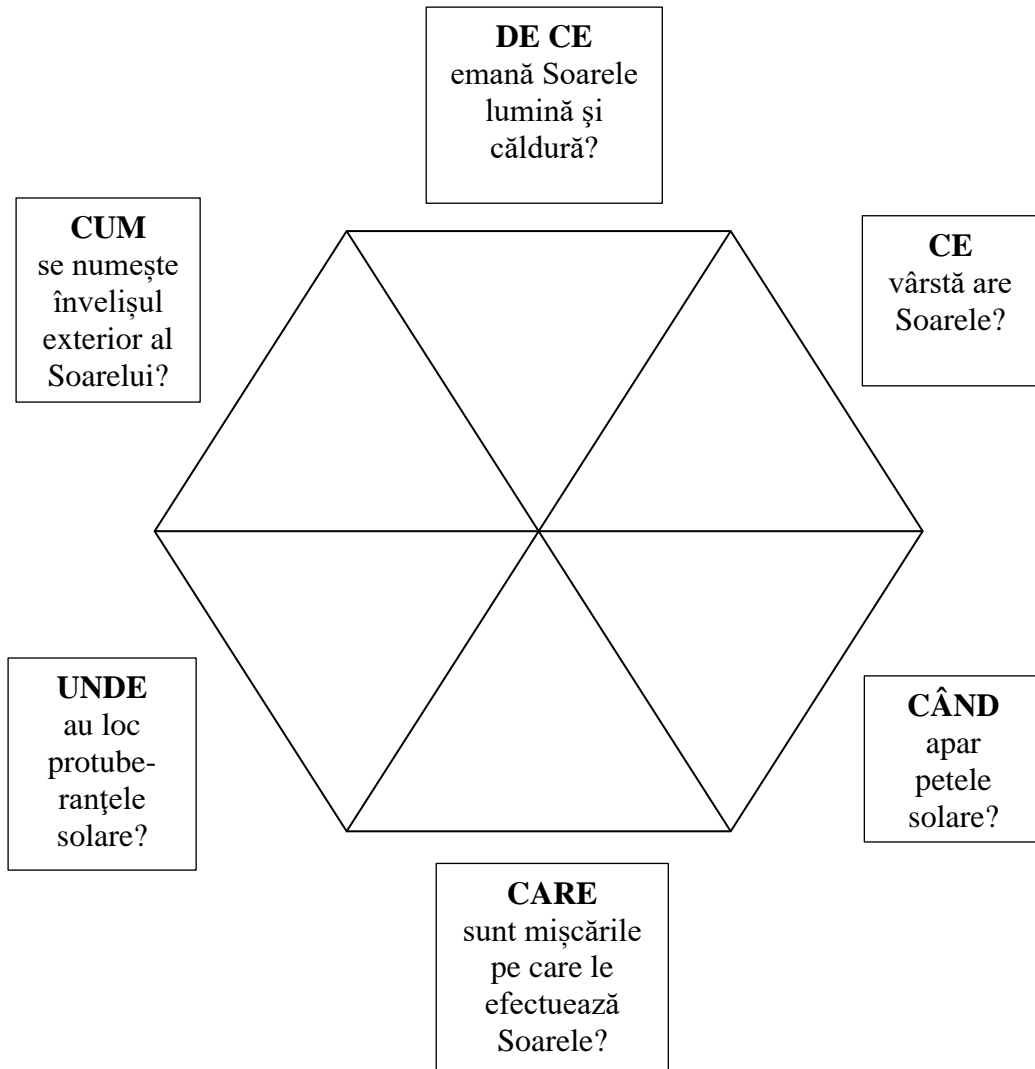 DE CE
emană Soarele
lumină şi
căldură?
CUM
se numește
învelișul
exterior al
Soarelui?
CE
vârstă are
Soarele?
UNDE
au loc
protube-
ranţele
solare?
CÂND
apar
petele
solare?
CARE
sunt mișcările
pe care le
efectuează
Soarele?